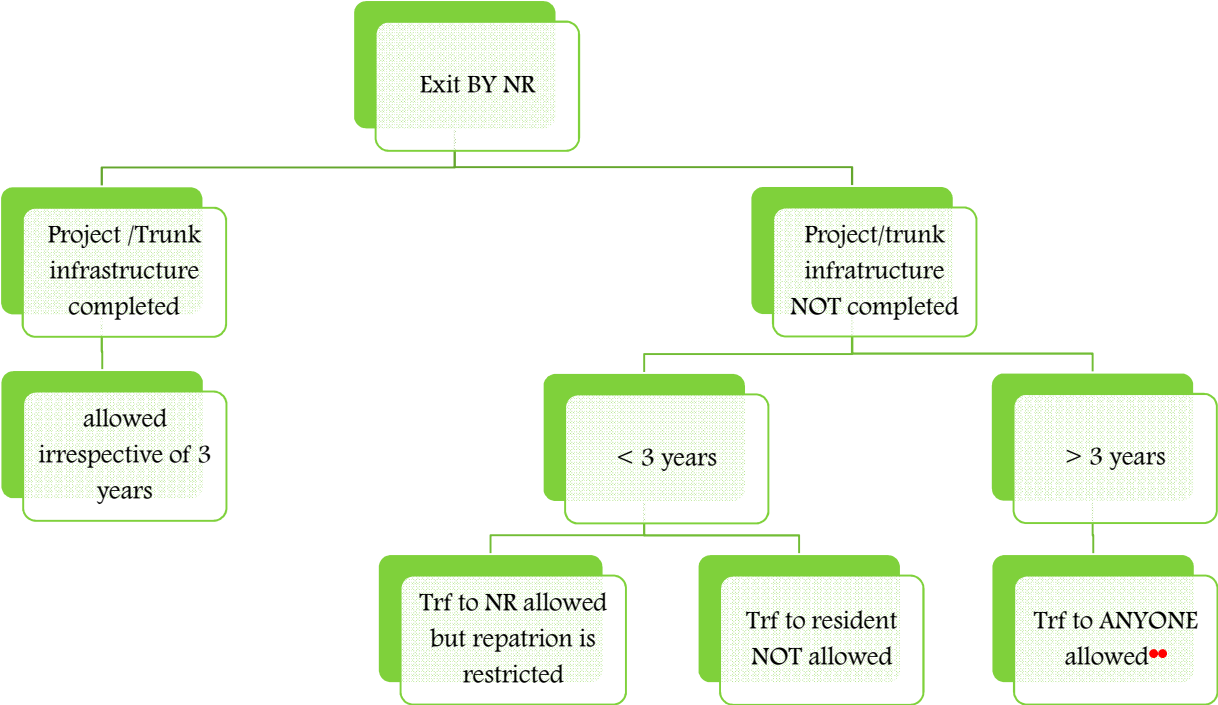 Exit BY NR
Project /Trunk
infrastructure
completed
Project/trunk
infratructure
NOT completed
allowed
irrespective of 3
years
< 3 years
> 3 years
Trf to NR allowed
but repatrion is
restricted
Trf to resident
NOT allowed
Trf to ANYONE
allowed••